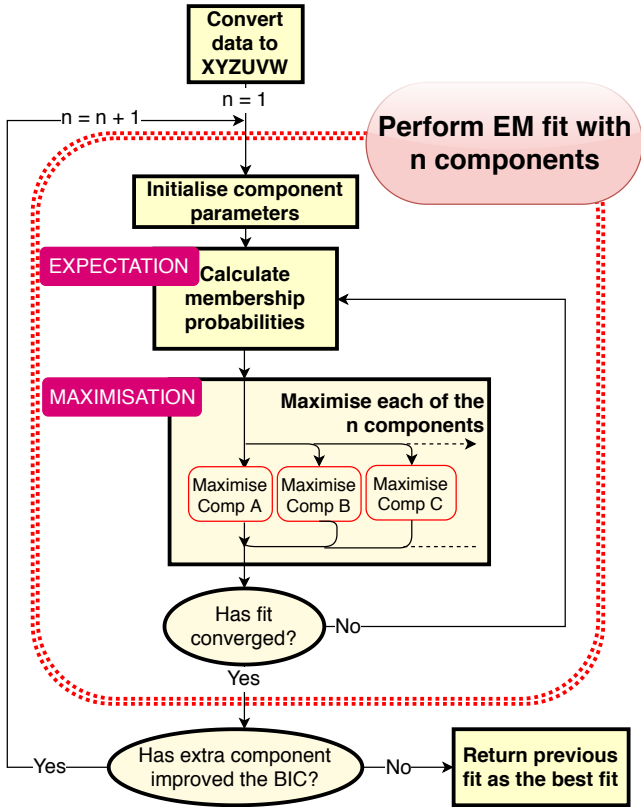 Convert
data to
XYZUVW
n = 1
n = n + 1
Perform EM fit with
n components
Initialise component
parameters
EXPECTATION
Calculate
membership
probabilities
MAXIMISATION
Maximise each of the
n components
Maximise
Comp A
Maximise
Comp B
Maximise
Comp C
Has fit
converged?
No
Yes
Has extra component
improved the BIC?
Yes
No
Return previous
fit as the best fit